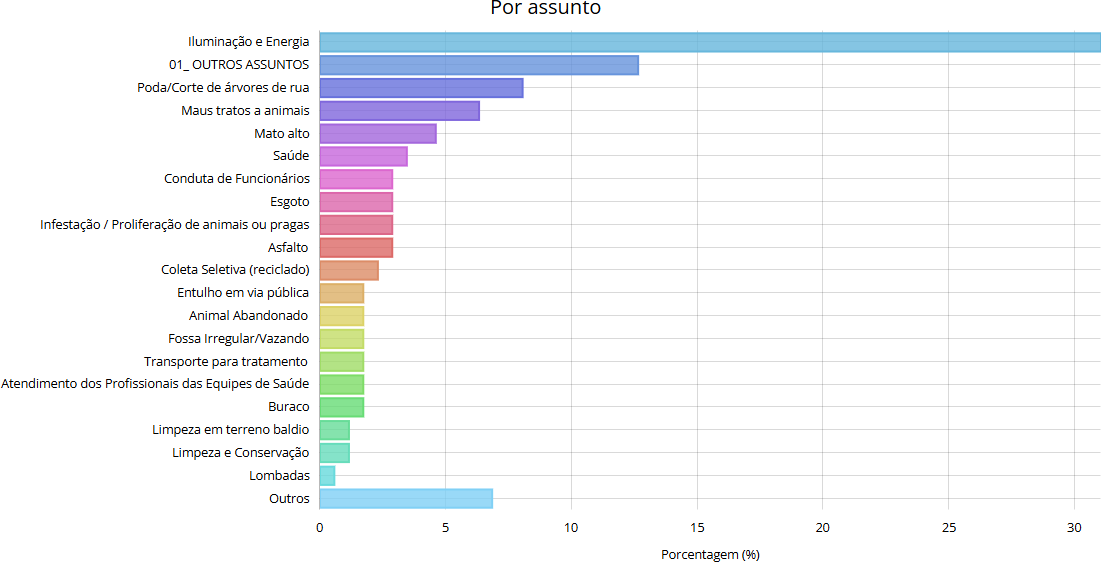 Por assunto
Iluminação e Energia
01_ OUTROS ASSUNTOS
Poda/Corte de árvores de rua
Maus tratos a animais
Mato alto
Saúde
Conduta de Funcionários
Esgoto
Infestação / Proliferação de animais ou pragas
Asfalto
Coleta Seletiva (reciclado)
Entulho em via pública
Animal Abandonado
Fossa Irregular/Vazando
Transporte para tratamento
Atendimento dos Profissionais das Equipes de Saúde
Buraco
Limpeza em terreno baldio
Limpeza e Conservação
Lombadas
Outros
0 5 10 15 20 25 30
Porcentagem (%)